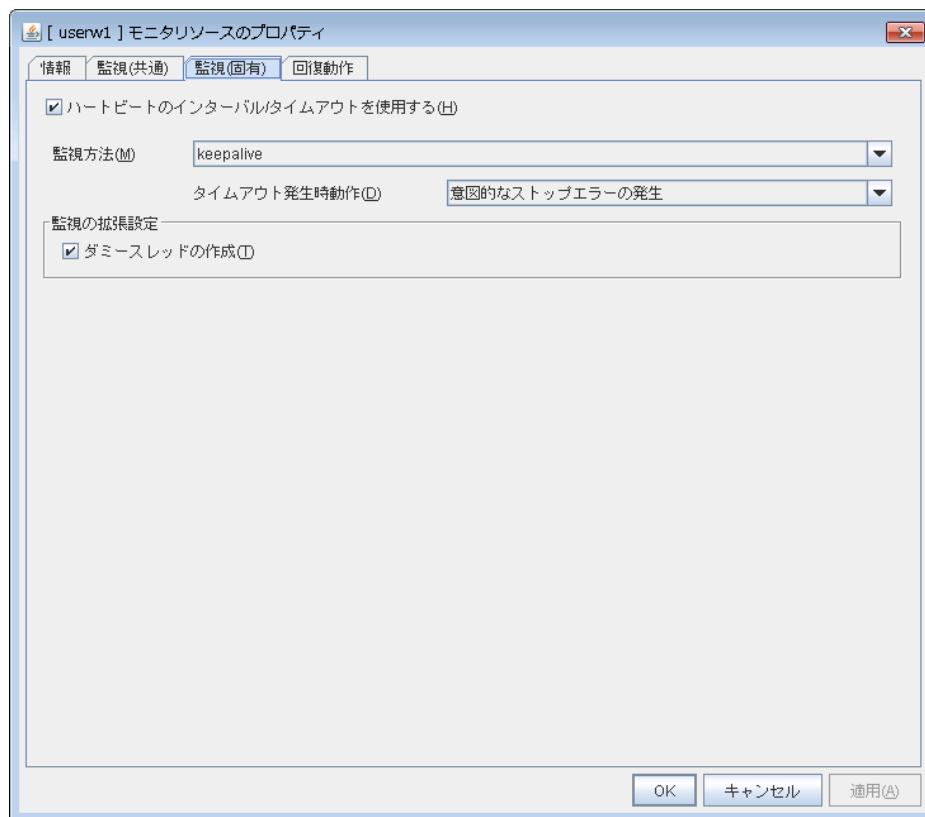 [ userw1 ] モニタリソースのプロパティ
情報 監視(共通) 監視(固有) 回復動作
ハートビートのインターバル/タイムアウトを使用する(H)
監視方法(M) keepalive
タイムアウト発生時動作(D) 意図的なストップエラーの発生
監視の拡張設定
ダミースレッドの作成(T)
OK キャンセル 適用(A)